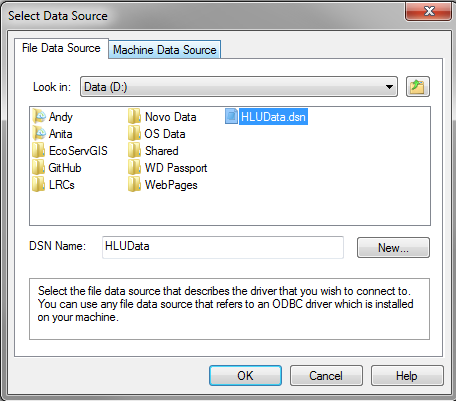 Select Data Source
File Data Source Machine Data Source
Look in: Data (D:)
Andy Novo Data HLUData.dsn
Anita OS Data
EcoServGIS Shared
GitHub WD Passport
LRCs WebPages
DSN Name: HLUData New...
Select the file data source that describes the driver that you wish to connect to.
You can use any file data source that refers to an ODBC driver which is installed
on your machine.
OK Cancel Help